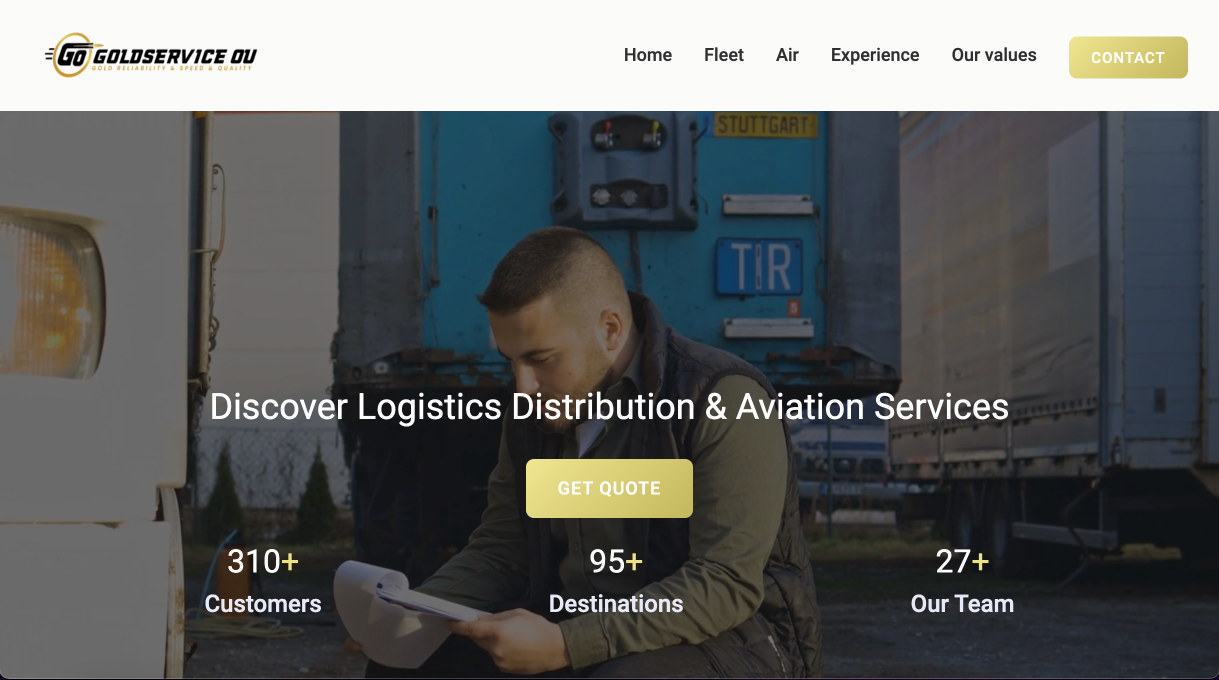 Go GOLDSERVICE OU
GOLD RELIABILITY & SPEED & QUALITY
Home Fleet Air Experience Our values CONTACT
STUTTGART
TIR
5
Discover Logistics Distribution & Aviation Services
GET QUOTE
310+ 95+ 27+
Customers Destinations Our Team